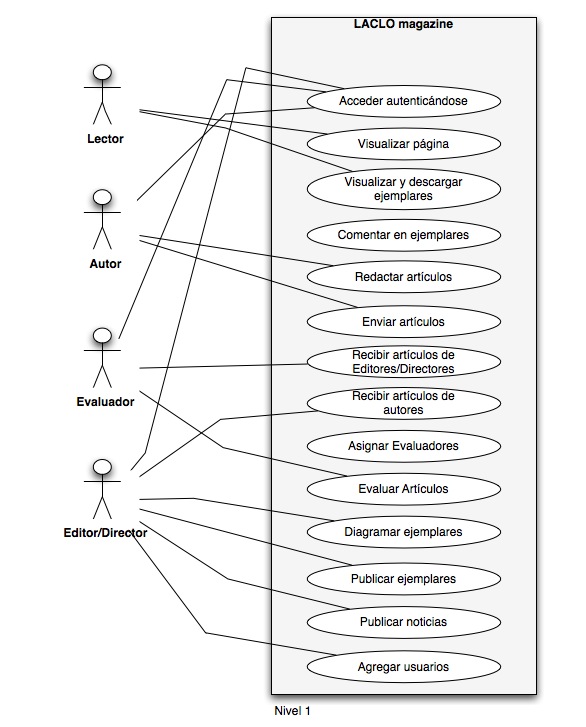 LACLO magazine
Acceder autenticándose
Lector
Visualizar página
Visualizar y descargar
ejemplares
Comentar en ejemplares
Autor
Redactar artículos
Enviar artículos
Recibir artículos de
Editores/Directores
Evaluador
Recibir artículos de
autores
Asignar Evaluadores
Evaluar Artículos
Editor/Director
Diagramar ejemplares
Publicar ejemplares
Publicar noticias
Agregar usuarios
Nivel 1